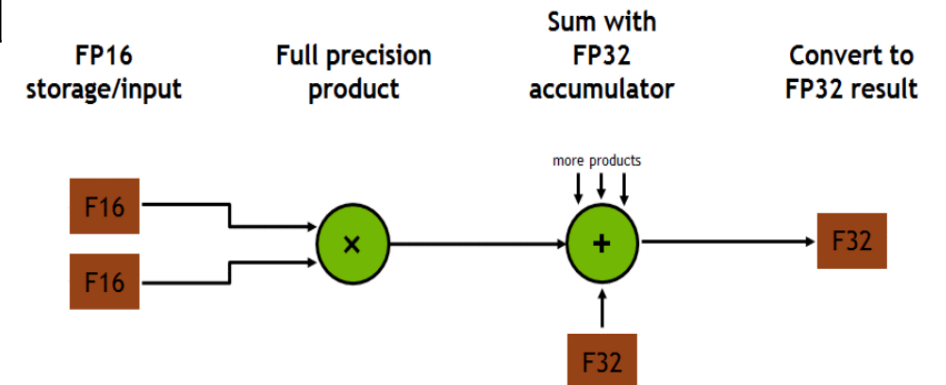 FP16
storage/input
Full precision
product
Sum with
FP32
accumulator
Convert to
FP32 result
more products
F16
F16
×
+
F32
F32